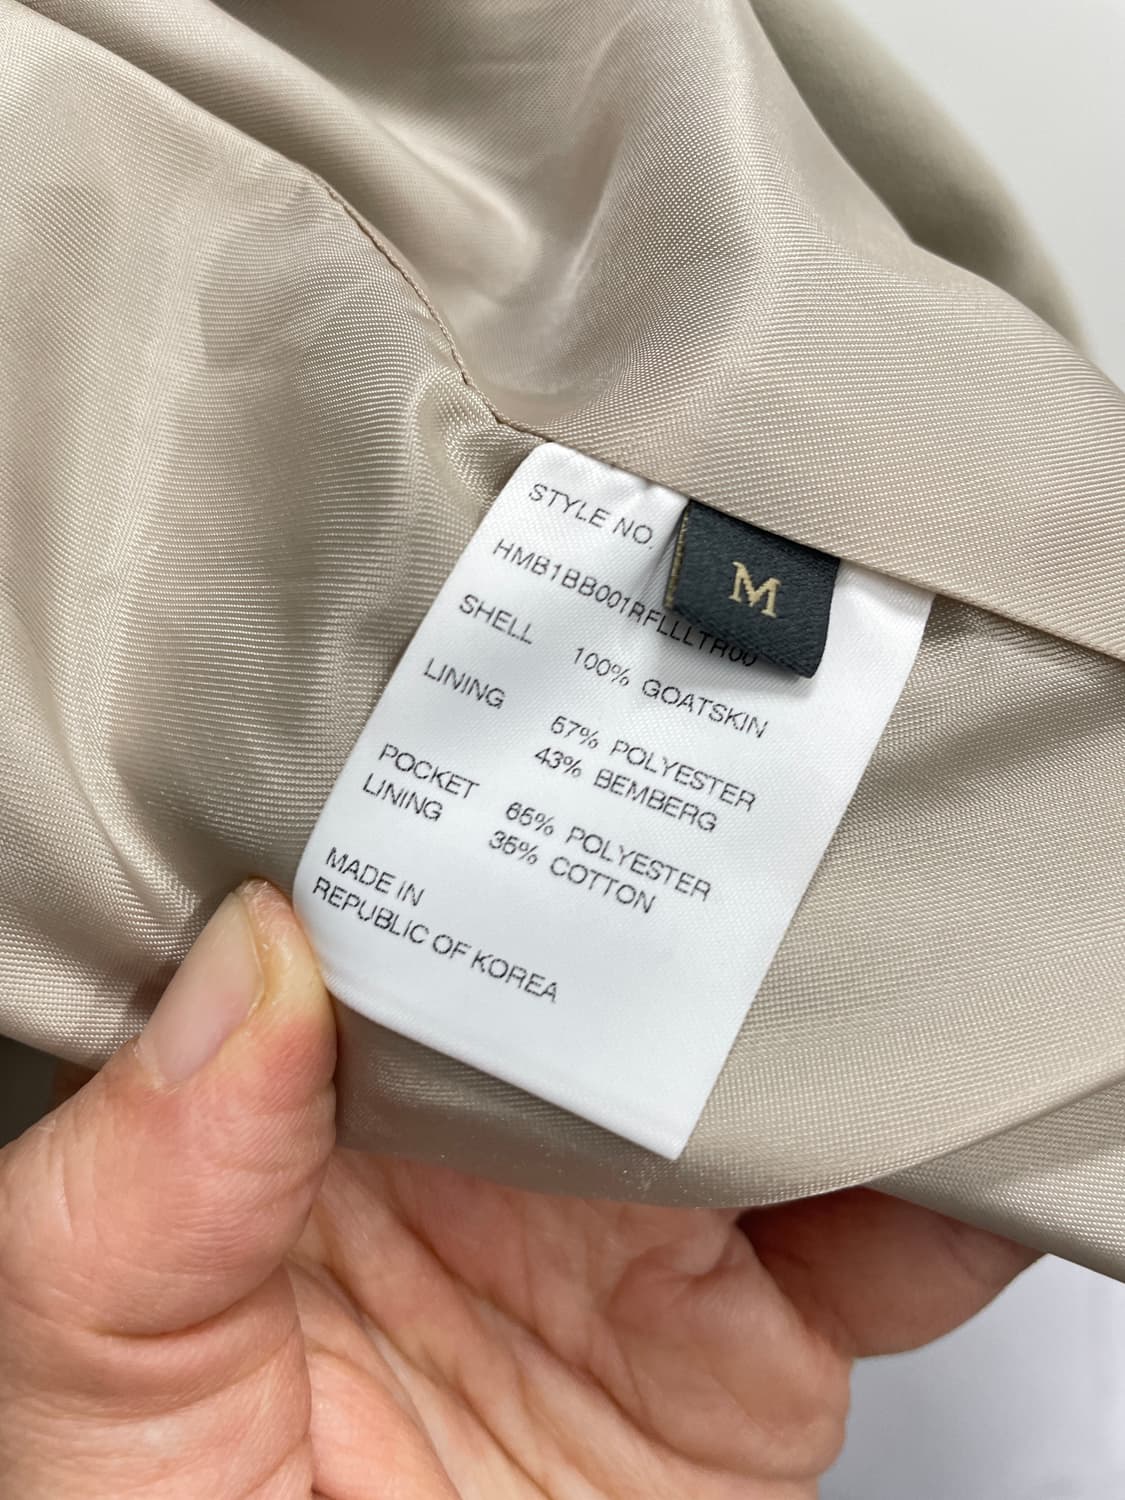 STYLE NO.
M
HMB1BB001RFLLLTR00
SHELL 100% GOATSKIN
LINING 57% POLYESTER
43% BEMBERG
POCKET
LINING 65% POLYESTER
35% COTTON
MADE IN
REPUBLIC OF KOREA